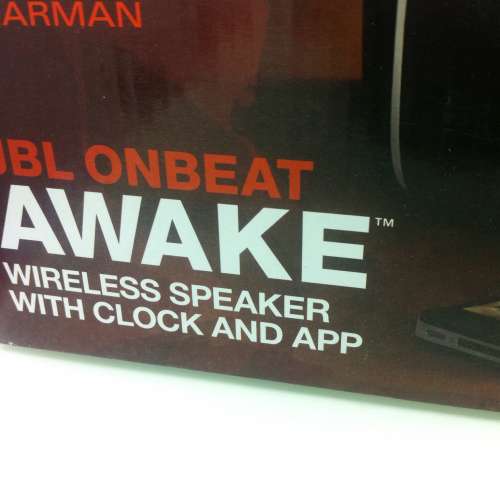 ARMAN
JBL ONBEAT
AWAKE™
WIRELESS SPEAKER
WITH CLOCK AND APP